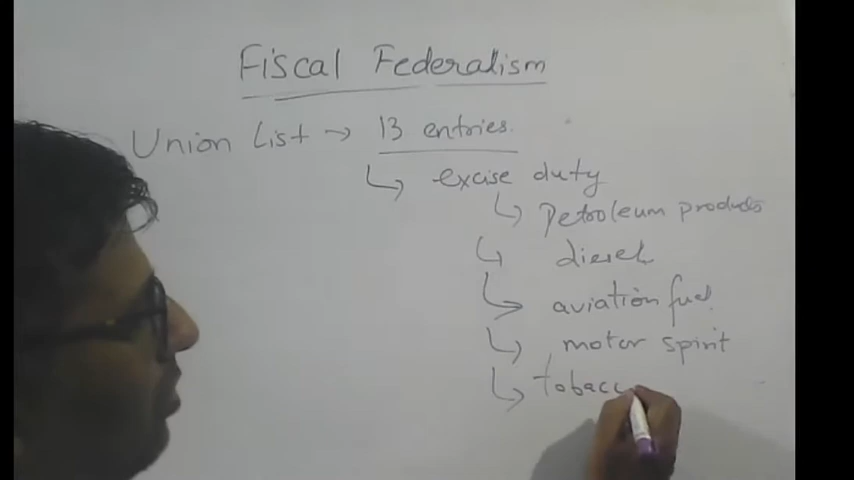 Fiscal Federalism
Union List → 13 entries.
↳ excise duty
↳ petroleum products
↳ diesel
↳ aviation fuel
↳ motor spirit
↳ tobacc